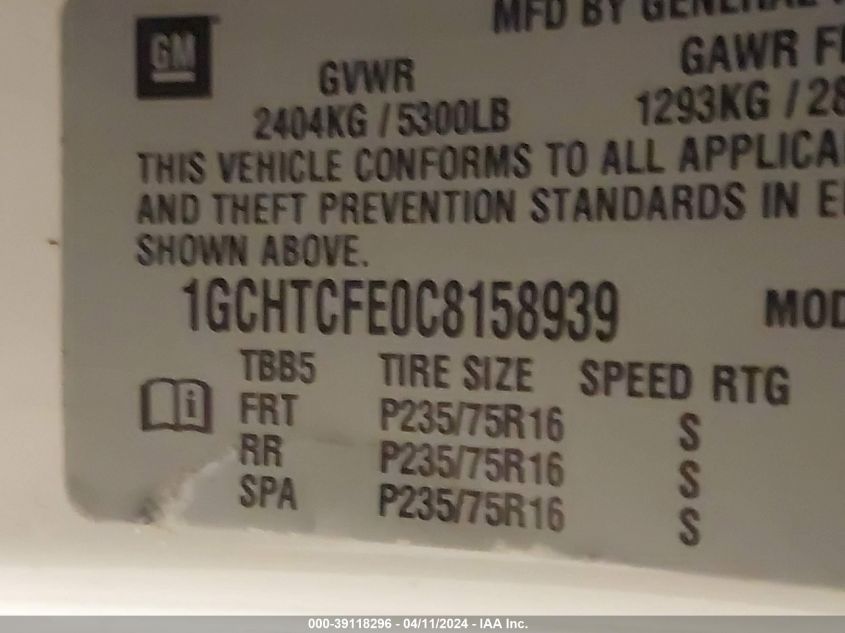 GM
MFD BY GENERAL
GVWR
GAWR
2404KG / 5300LB
1293KG / 28
THIS VEHICLE CONFORMS TO ALL
AND THEFT PREVENTION STANDARDS IN
SHOWN ABOVE.
1GCHTCFE0C8158939
TBB5 TIRE SIZE SPEED RTG
FRT P235/75R16 S
RR P235/75R16 S
SPA P235/75R16 S
000-39118296 - 04/11/2024 - IAA Inc.